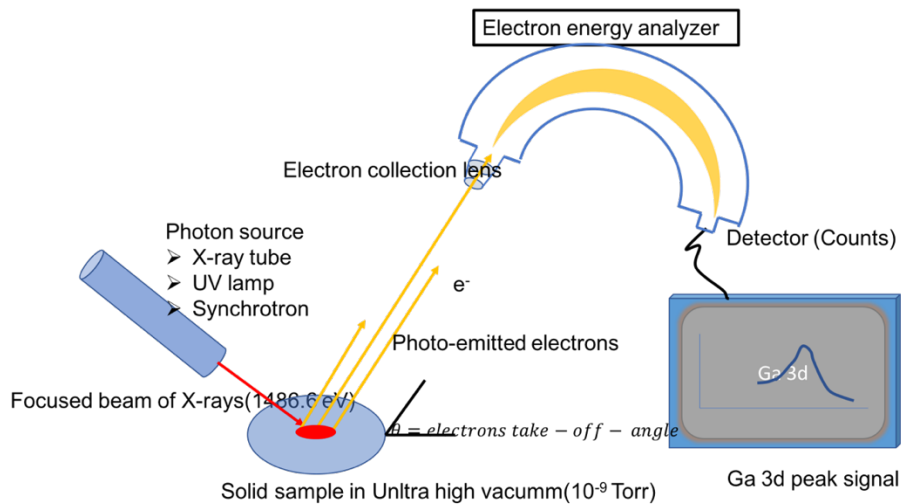 Electron energy analyzer
Electron collection lens
Photon source
➢ X-ray tube
➢ UV lamp
➢ Synchrotron
Detector (Counts)
e⁻
Photo-emitted electrons
Ga 3d
Focused beam of X-rays(1486.6 eV)
θ = electrons take − off − angle
Ga 3d peak signal
Solid sample in Unltra high vacumm(10⁻⁹ Torr)